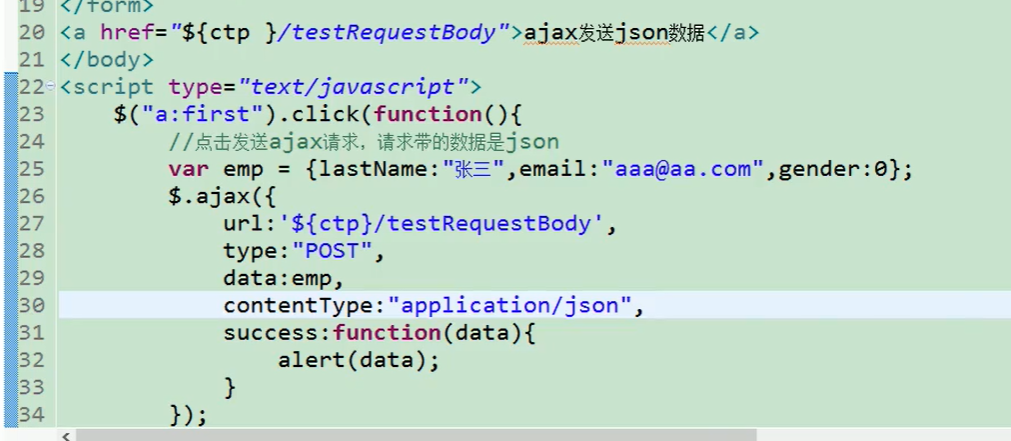 19 </form>
20 <a href="${ctp }/testRequestBody">ajax发送json数据</a>
21 </body>
22 <script type="text/javascript">
23 $("a:first").click(function(){
24 //点击发送ajax请求，请求带的数据是json
25 var emp = {lastName:"张三",email:"aaa@aa.com",gender:0};
26 $.ajax({
27 url:'${ctp}/testRequestBody',
28 type:"POST",
29 data:emp,
30 contentType:"application/json",
31 success:function(data){
32 alert(data);
33 }
34 });